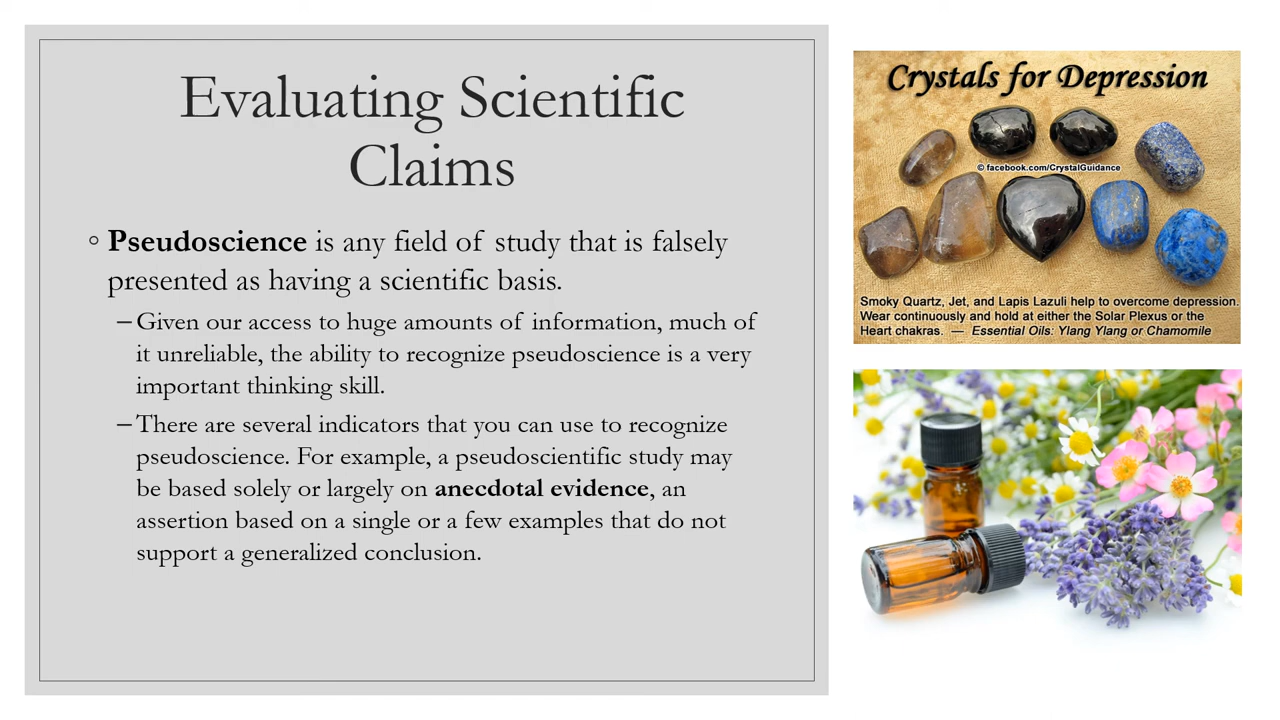 Evaluating Scientific
Claims
◦ Pseudoscience is any field of study that is falsely
presented as having a scientific basis.
– Given our access to huge amounts of information, much of
it unreliable, the ability to recognize pseudoscience is a very
important thinking skill.
– There are several indicators that you can use to recognize
pseudoscience. For example, a pseudoscientific study may
be based solely or largely on anecdotal evidence, an
assertion based on a single or a few examples that do not
support a generalized conclusion.
Crystals for Depression
© facebook.com/CrystalGuidance
Smoky Quartz, Jet, and Lapis Lazuli help to overcome depression.
Wear continuously and hold at either the Solar Plexus or the
Heart chakras. — Essential Oils: Ylang Ylang or Chamomile